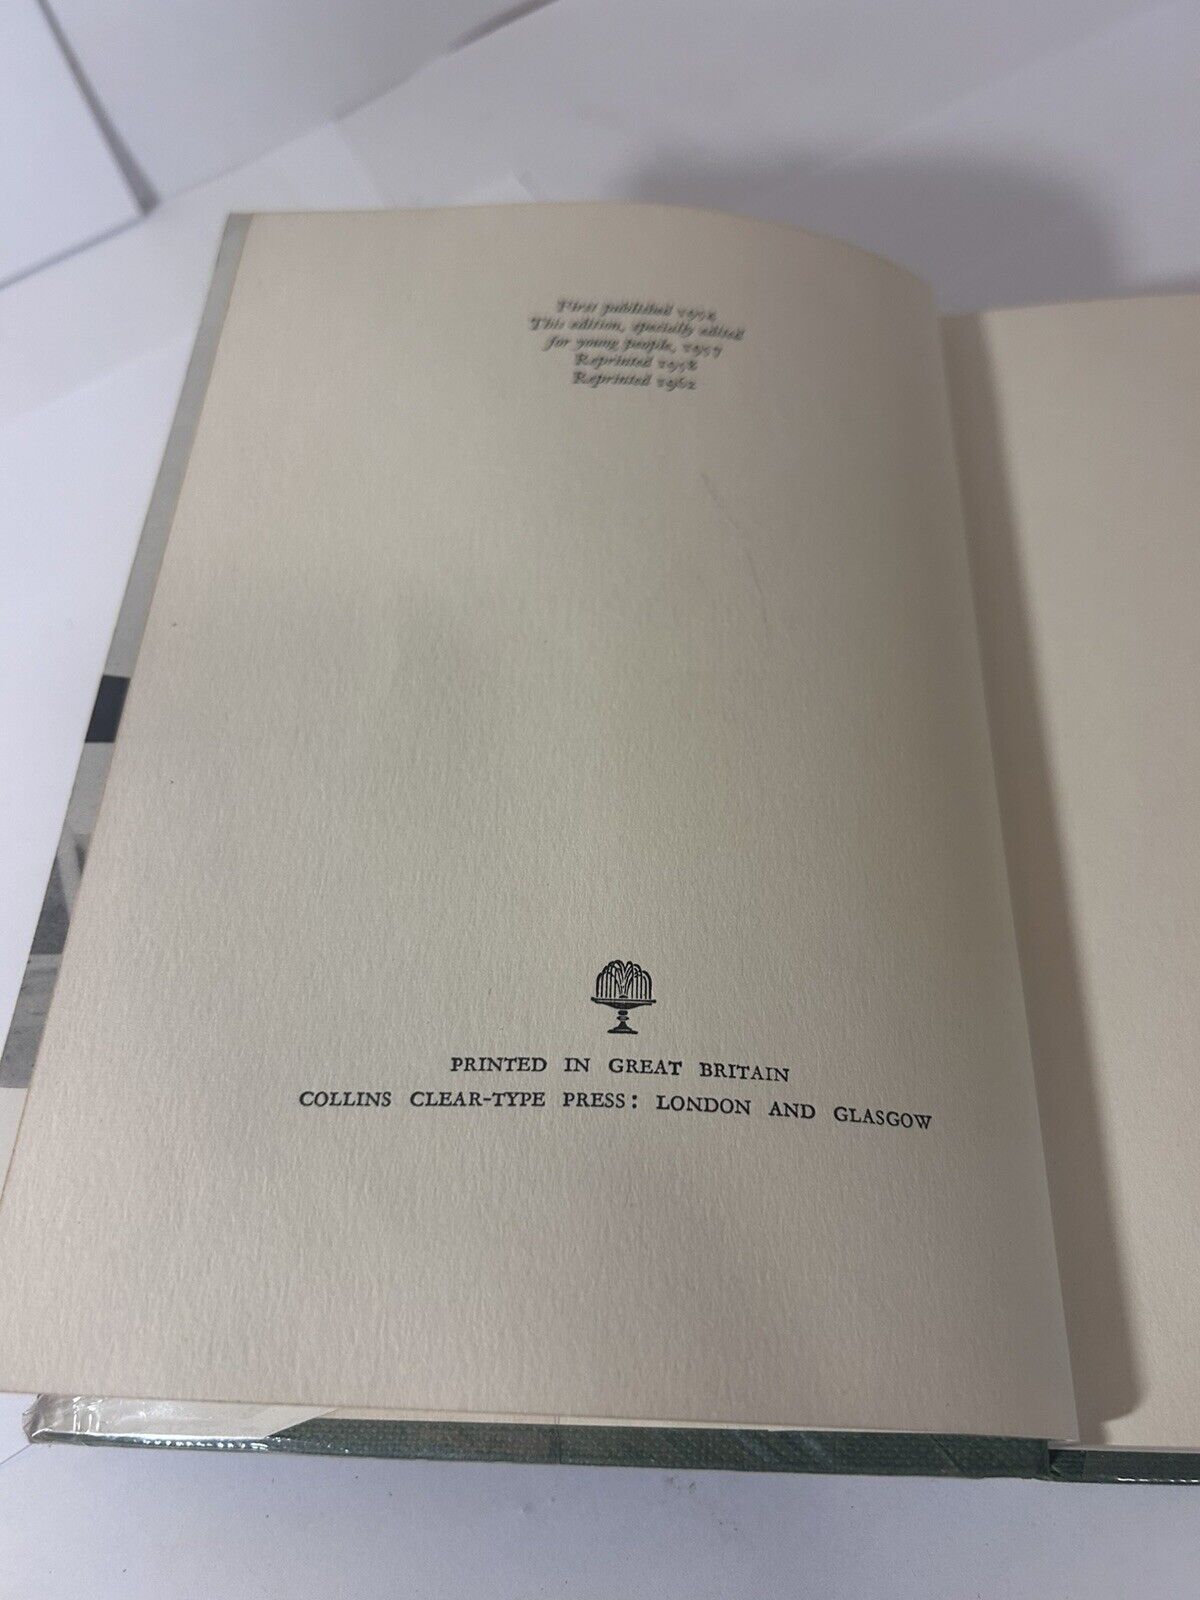 First published 1952
This edition, specially edited
for young people, 1957
Reprinted 1958
Reprinted 1962
PRINTED IN GREAT BRITAIN
COLLINS CLEAR-TYPE PRESS: LONDON AND GLASGOW